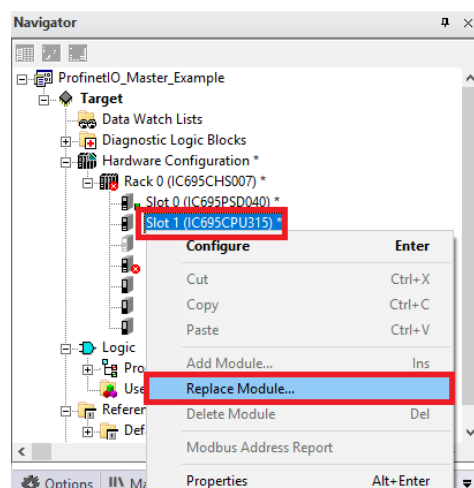 Navigator
ProfinetIO_Master_Example
Target
Data Watch Lists
Diagnostic Logic Blocks
Hardware Configuration *
Rack 0 (IC695CHS007) *
Slot 0 (IC695PSD040) *
Slot 1 (IC695CPU315) *
Configure Enter
Cut Ctrl+X
Copy Ctrl+C
Paste Ctrl+V
Logic
Add Module... Ins
Pro
Replace Module...
Use
Delete Module Del
Referen
Def
Modbus Address Report
Properties Alt+Enter
Options Ma